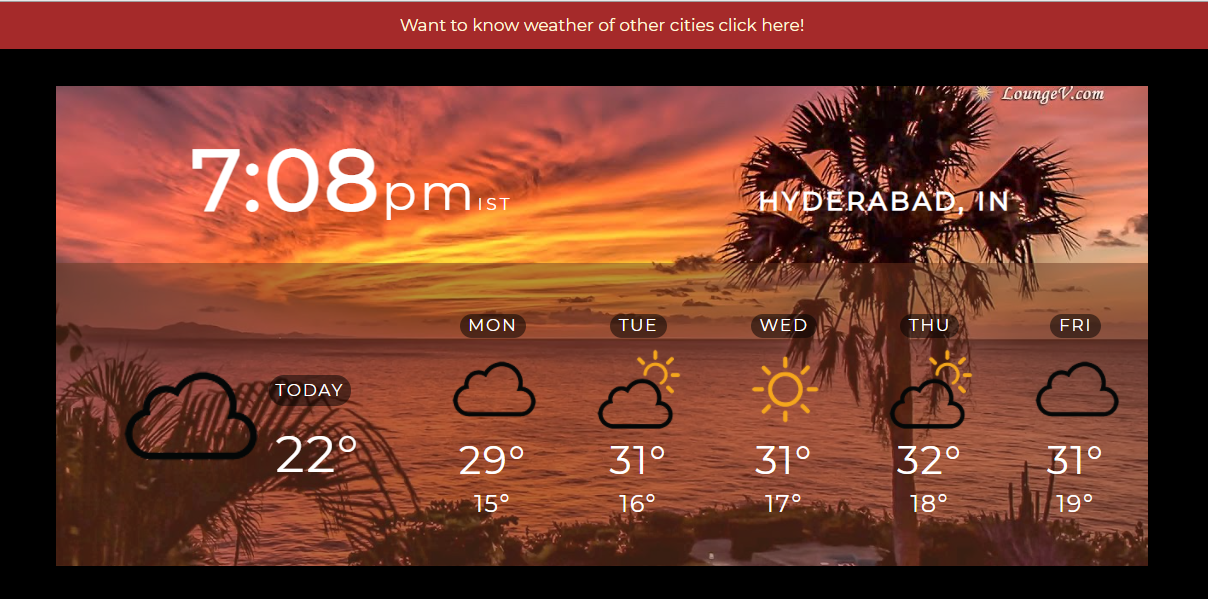 Want to know weather of other cities click here!
LoungeV.com
7:08pm IST
HYDERABAD, IN
TODAY
22°
MON
29°
15°
TUE
31°
16°
WED
31°
17°
THU
32°
18°
FRI
31°
19°